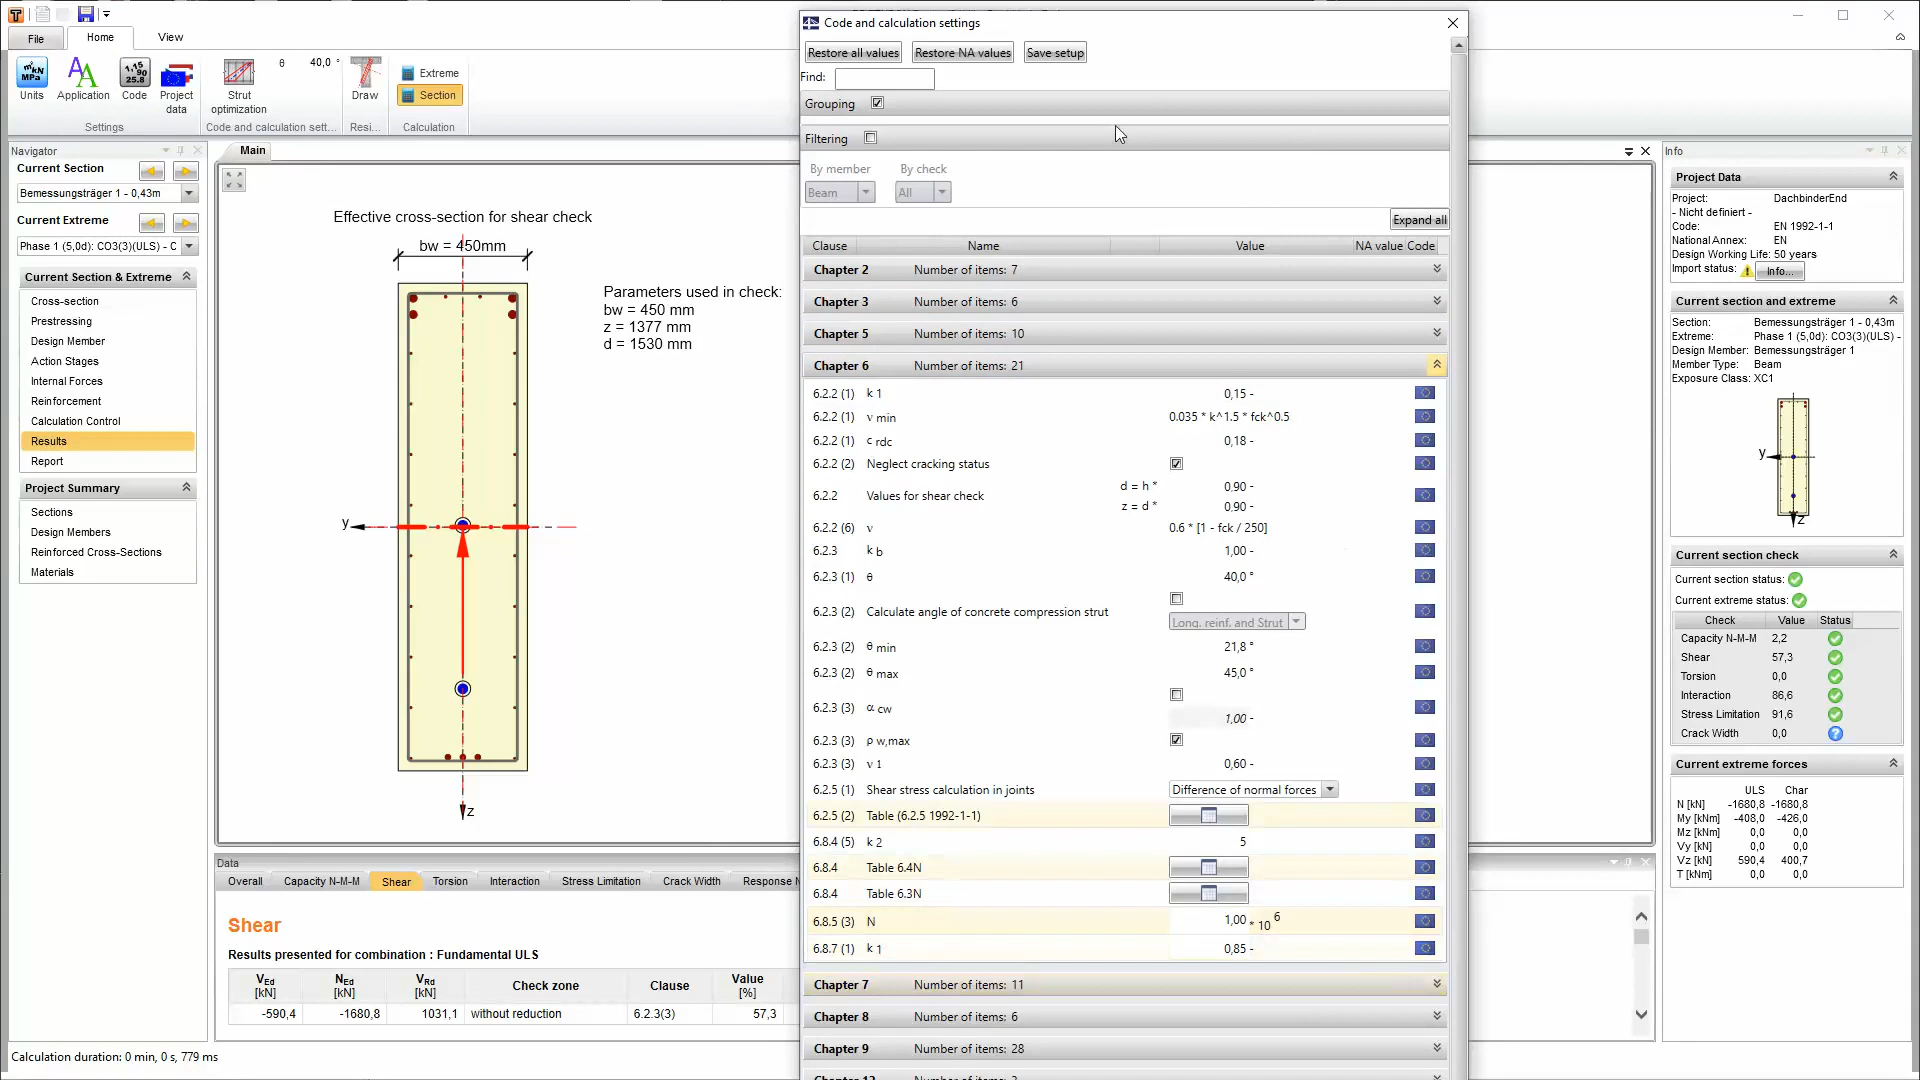 File
Home
View
Units
Application
Code
Project data
Settings
Strut optimization
θ 40,0 °
Code and calculation sett...
Draw
Resi...
Extreme
Section
Calculation
Navigator
Current Section
Bemessungsträger 1 - 0,43m
Current Extreme
Phase 1 (5,0d): CO3(3)(ULS) - C
Current Section & Extreme
Cross-section
Prestressing
Design Member
Action Stages
Internal Forces
Reinforcement
Calculation Control
Results
Report
Project Summary
Sections
Design Members
Reinforced Cross-Sections
Materials
Main
Effective cross-section for shear check
bw = 450mm
Parameters used in check:
bw = 450 mm
z = 1377 mm
d = 1530 mm
y
z
Data
Overall Capacity N-M-M Shear Torsion Interaction Stress Limitation Crack Width Response N
Shear
Results presented for combination : Fundamental ULS
VEd [kN] NEd [kN] VRd [kN] Check zone Clause Value [%]
-590,4 -1680,8 1031,1 without reduction 6.2.3(3) 57,3
Calculation duration: 0 min, 0 s, 779 ms
Code and calculation settings
Restore all values Restore NA values Save setup
Find:
Grouping
Filtering
By member By check
Beam All
Expand all
Clause Name Value NA value Code
Chapter 2 Number of items: 7
Chapter 3 Number of items: 6
Chapter 5 Number of items: 10
Chapter 6 Number of items: 21
6.2.2 (1) k 1 0,15 -
6.2.2 (1) v min 0.035 * k^1.5 * fck^0.5
6.2.2 (1) c rdc 0,18 -
6.2.2 (2) Neglect cracking status
6.2.2 Values for shear check d = h * 0,90 -
z = d * 0,90 -
6.2.2 (6) ν 0.6 * [1 - fck / 250]
6.2.3 k b 1,00 -
6.2.3 (1) θ 40,0 °
6.2.3 (2) Calculate angle of concrete compression strut
Long. reinf. and Strut
6.2.3 (2) θ min 21,8 °
6.2.3 (2) θ max 45,0 °
6.2.3 (3) α cw
1,00 -
6.2.3 (3) ρ w,max
6.2.3 (3) ν 1 0,60 -
6.2.5 (1) Shear stress calculation in joints Difference of normal forces
6.2.5 (2) Table (6.2.5 1992-1-1)
6.8.4 (5) k 2 5
6.8.4 Table 6.4N
6.8.4 Table 6.3N
6.8.5 (3) N 1,00 * 10 6
6.8.7 (1) k 1 0,85 -
Chapter 7 Number of items: 11
Chapter 8 Number of items: 6
Chapter 9 Number of items: 28
Info
Project Data
Project: DachbinderEnd
- Nicht definiert -
Code: EN 1992-1-1
National Annex: EN
Design Working Life: 50 years
Import status: Info...
Current section and extreme
Section: Bemessungsträger 1 - 0,43m
Extreme: Phase 1 (5,0d): CO3(3)(ULS) -
Design Member: Bemessungsträger 1
Member Type: Beam
Exposure Class: XC1
y
z
Current section check
Current section status:
Current extreme status:
Check Value Status
Capacity N-M-M 2,2
Shear 57,3
Torsion 0,0
Interaction 86,6
Stress Limitation 91,6
Crack Width 0,0
Current extreme forces
ULS Char
N [kN] -1680,8 -1680,8
My [kNm] -408,0 -426,0
Mz [kNm] 0,0 0,0
Vy [kN] 0,0 0,0
Vz [kN] 590,4 400,7
T [kNm] 0,0 0,0